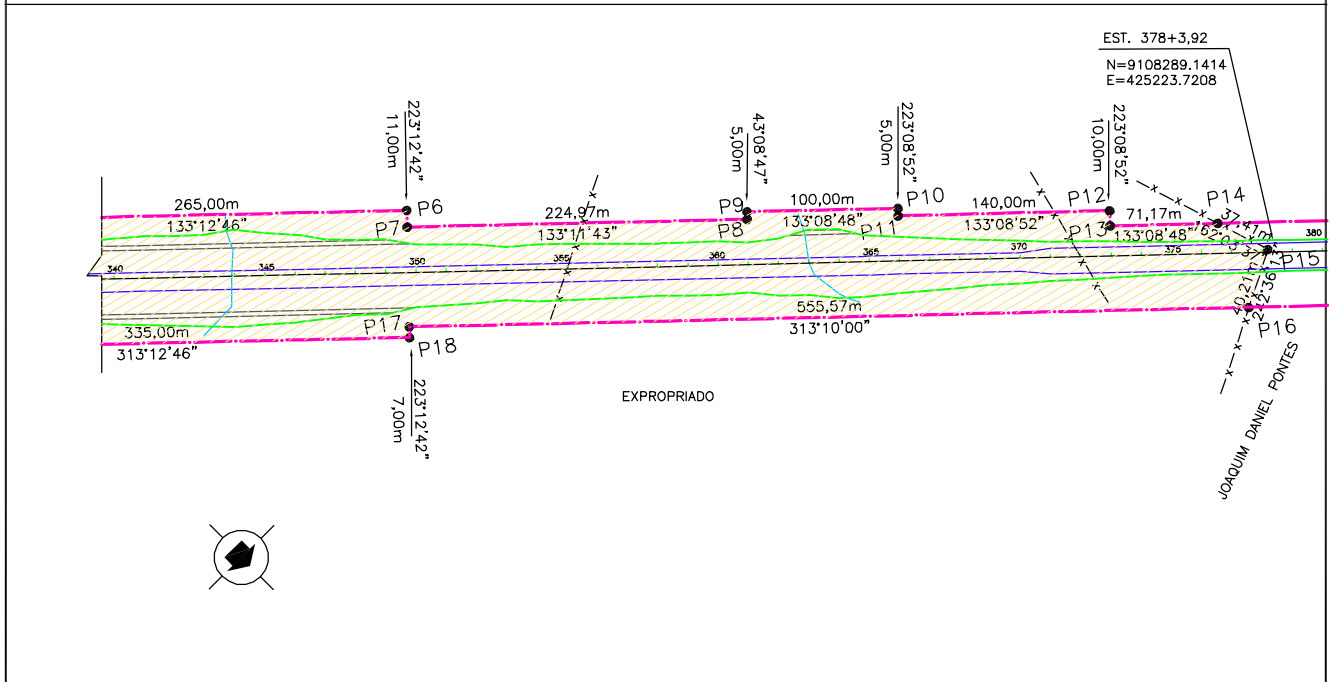 EST. 378+3,92
N=9108289.1414
E=425223.7208
223°12'42"
11,00m
43°08'47"
5,00m
223°08'52"
5,00m
223°08'52"
10,00m
265,00m
133°12'46"
P6
P7
224,97m
133°11'43"
P9
P8
100,00m
133°08'48"
P10
P11
140,00m
133°08'52"
P12
P13
71,17m
133°08'48"
P14
P15
340
345
350
355
360
365
370
375
380
335,00m
313°12'46"
P17
P18
555,57m
313°10'00"
P16
40,21m
223°12'42"
7,00m
EXPROPRIADO
JOAQUIM DANIEL PONTES